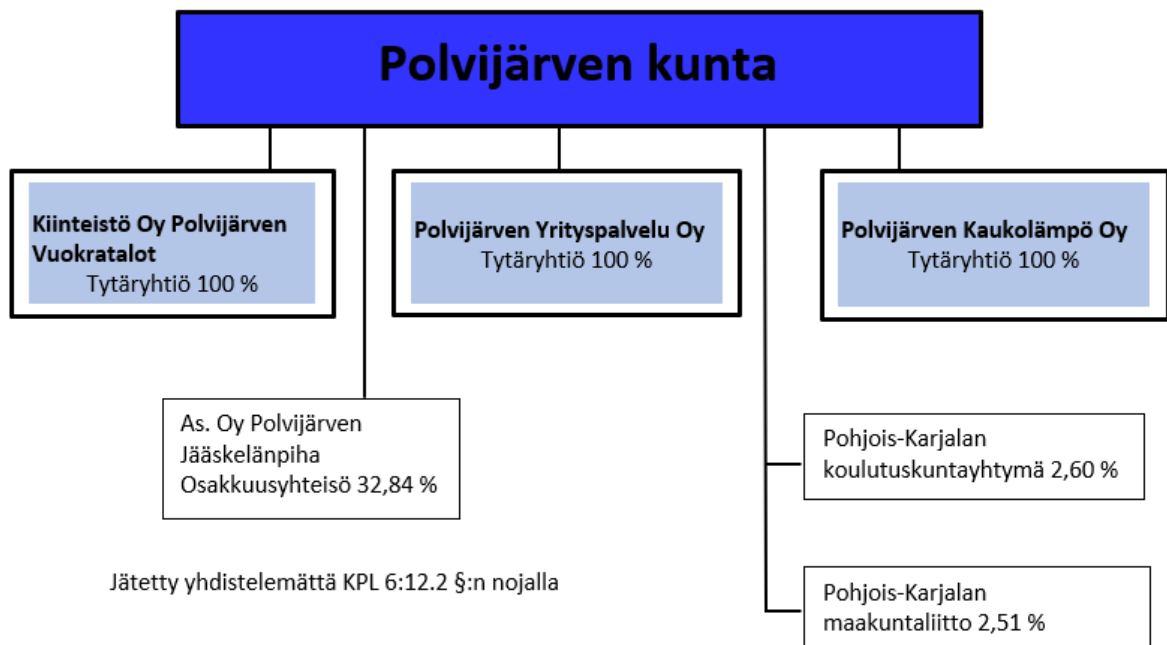 Polvijärven kunta
Kiinteistö Oy Polvijärven
Vuokratalot
Tytäryhtiö 100 %
Polvijärven Yrityspalvelu Oy
Tytäryhtiö 100 %
Polvijärven Kaukolämpö Oy
Tytäryhtiö 100 %
As. Oy Polvijärven
Jääskelänpiha
Osakkuusyhteisö 32,84 %
Pohjois-Karjalan
koulutuskuntayhtymä 2,60 %
Jätetty yhdistelemättä KPL 6:12.2 §:n nojalla
Pohjois-Karjalan
maakuntaliitto 2,51 %